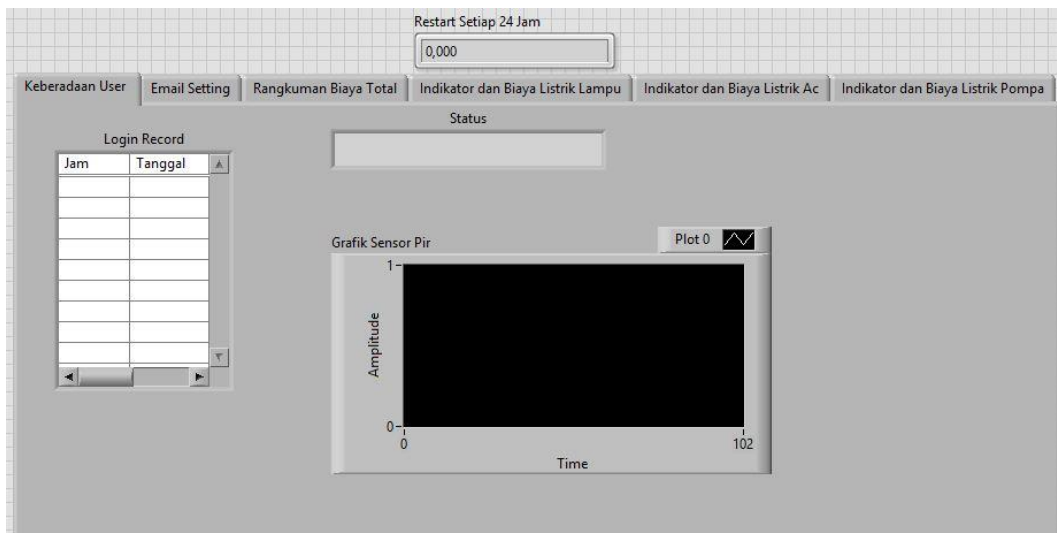 Restart Setiap 24 Jam
0,000
Keberadaan User
Email Setting
Rangkuman Biaya Total
Indikator dan Biaya Listrik Lampu
Indikator dan Biaya Listrik Ac
Indikator dan Biaya Listrik Pompa
Login Record
Jam
Tanggal
Status
Grafik Sensor Pir
Plot 0
1
Amplitude
0
0
102
Time